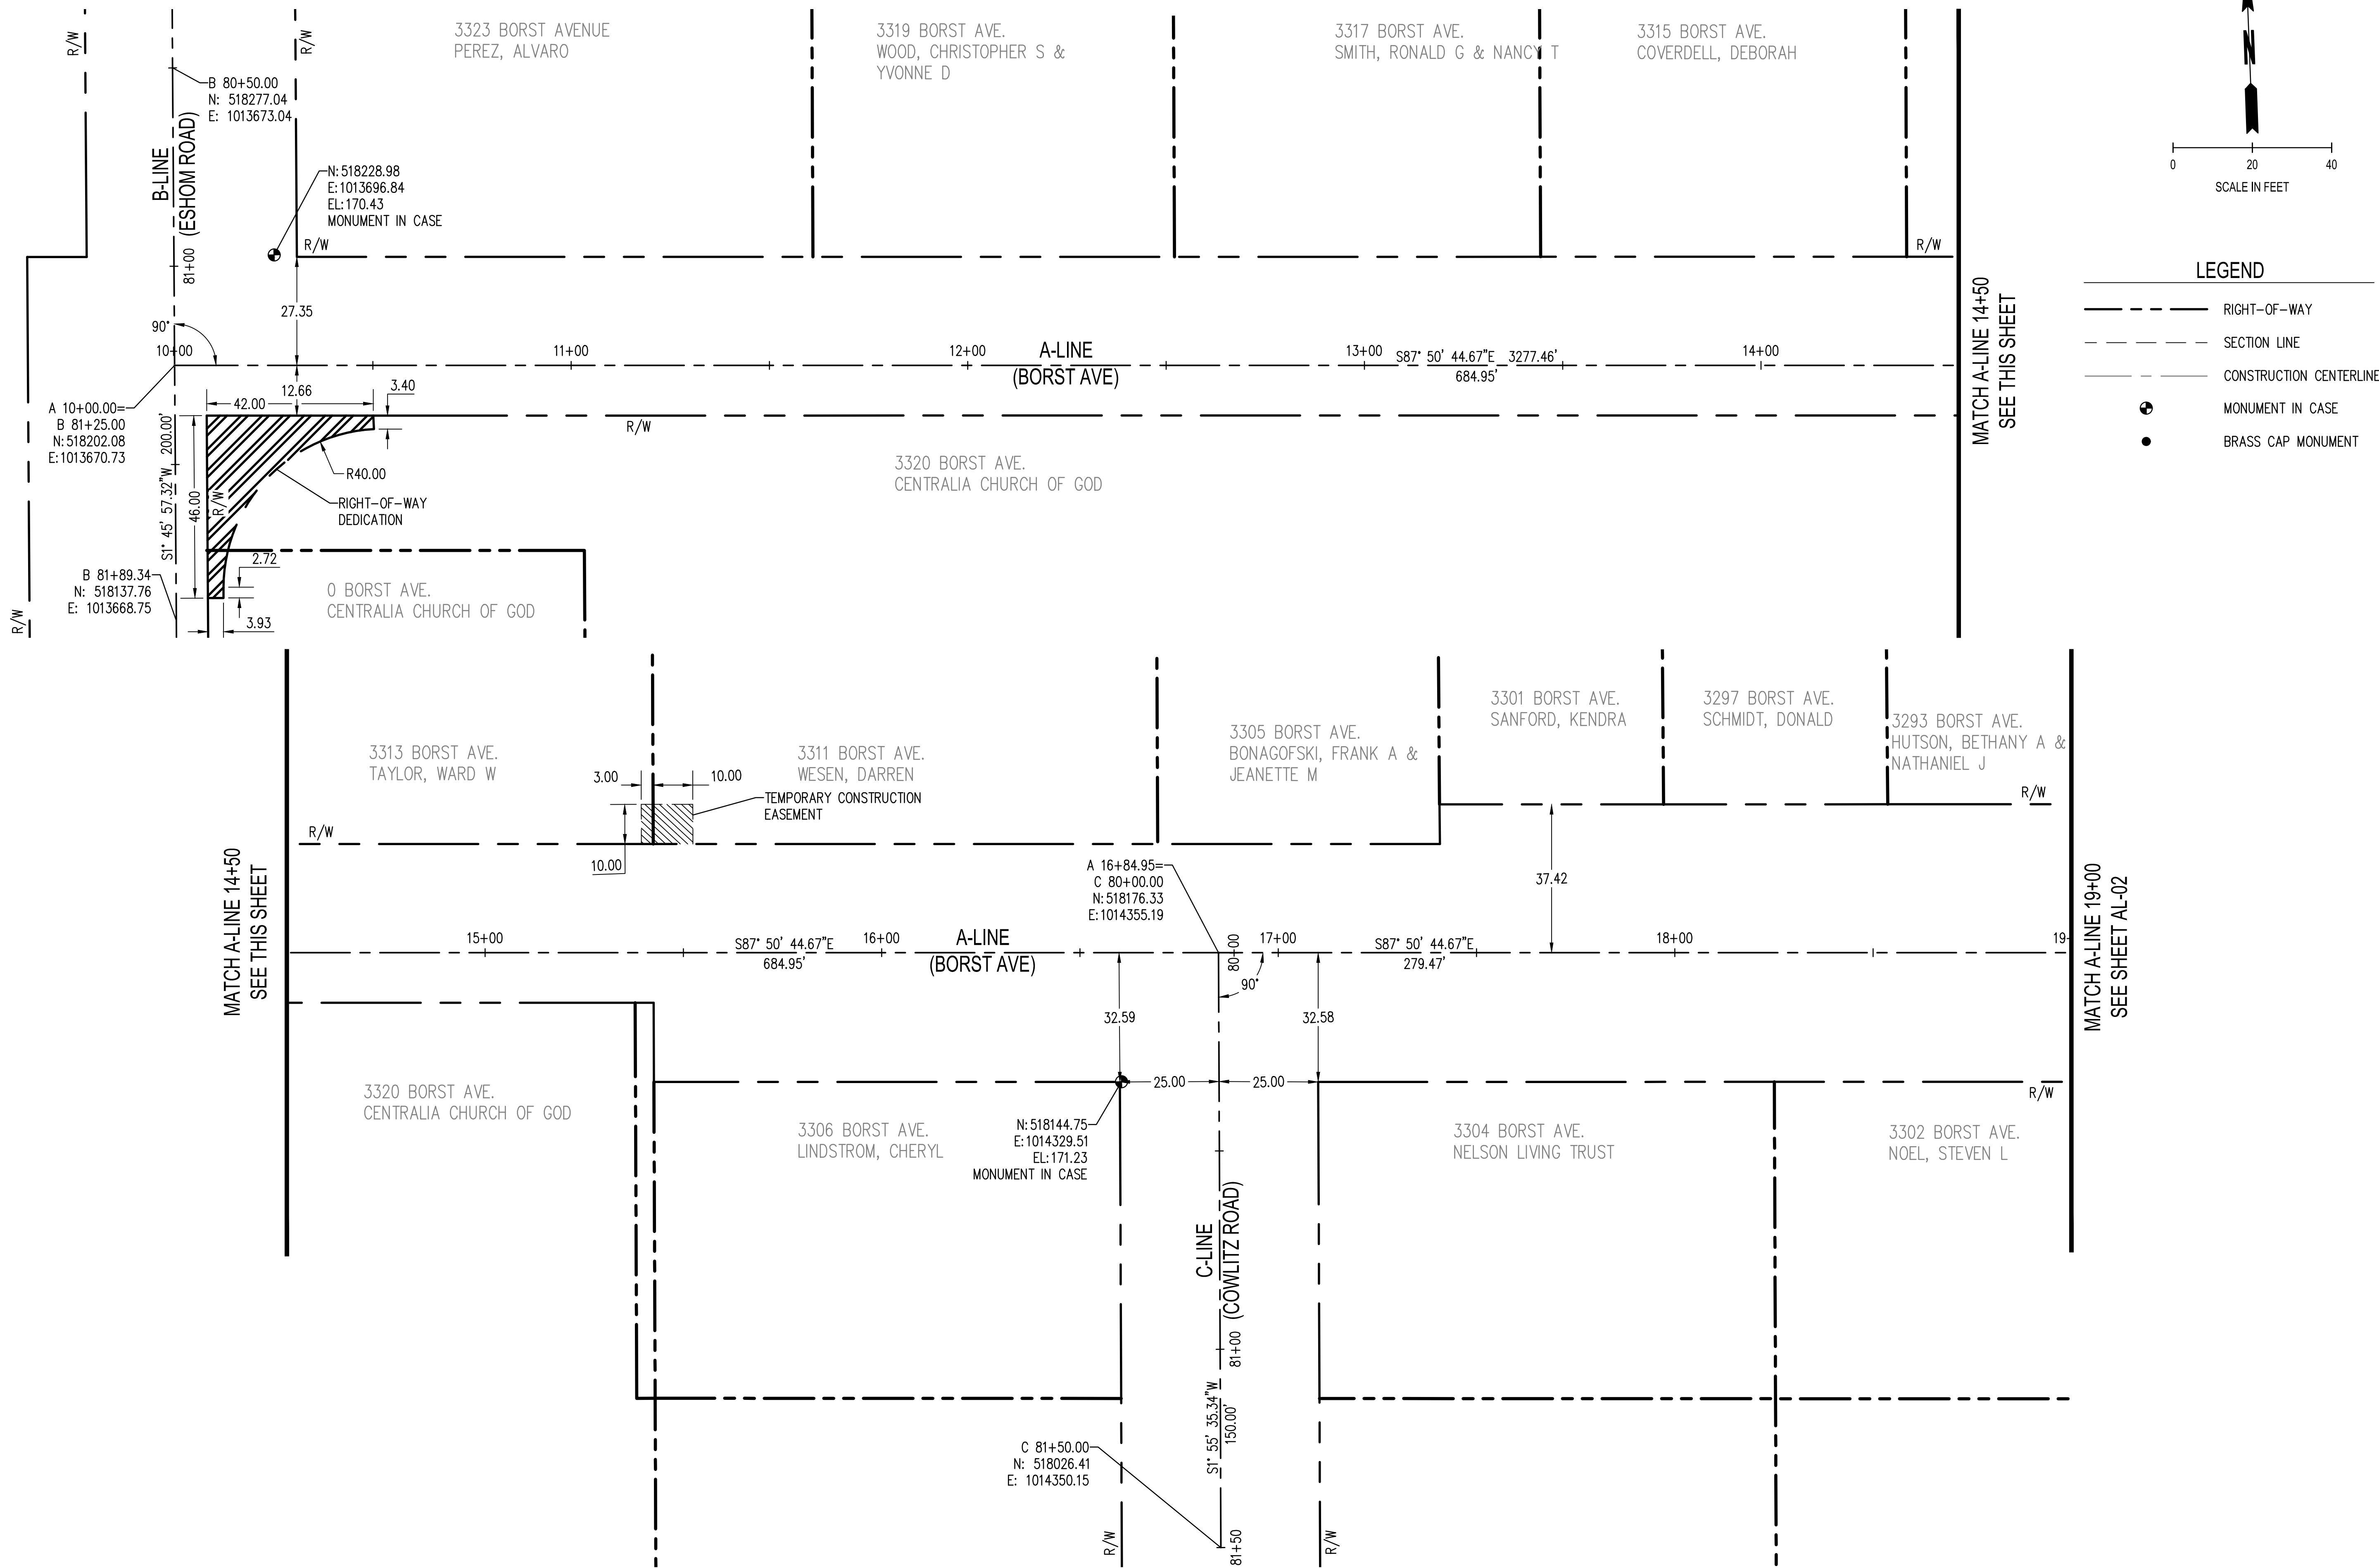 R/W
R/W
3323 BORST AVENUE
PEREZ, ALVARO
3319 BORST AVE.
WOOD, CHRISTOPHER S &
YVONNE D
3317 BORST AVE.
SMITH, RONALD G & NANCY T
3315 BORST AVE.
COVERDELL, DEBORAH
N
0 20 40
SCALE IN FEET
B 80+50.00
N: 518277.04
E: 1013673.04
B-LINE
(ESHOM ROAD)
N:518228.98
E:1013696.84
EL:170.43
MONUMENT IN CASE
81+00
R/W
R/W
27.35
90°
10+00
11+00
12+00
A-LINE
(BORST AVE)
13+00
S87° 50' 44.67"E 3277.46'
684.95'
14+00
MATCH A-LINE 14+50
SEE THIS SHEET
LEGEND
RIGHT-OF-WAY
SECTION LINE
CONSTRUCTION CENTERLINE
MONUMENT IN CASE
BRASS CAP MONUMENT
A 10+00.00=
B 81+25.00
N:518202.08
E:1013670.73
12.66
42.00
3.40
R/W
R40.00
RIGHT-OF-WAY
DEDICATION
S1° 45' 57.32"W 200.00'
46.00
R/W
3320 BORST AVE.
CENTRALIA CHURCH OF GOD
B 81+89.34
N: 518137.76
E: 1013668.75
2.72
3.93
0 BORST AVE.
CENTRALIA CHURCH OF GOD
R/W
3313 BORST AVE.
TAYLOR, WARD W
3.00
10.00
3311 BORST AVE.
WESEN, DARREN
TEMPORARY CONSTRUCTION
EASEMENT
3305 BORST AVE.
BONAGOFSKI, FRANK A &
JEANETTE M
3301 BORST AVE.
SANFORD, KENDRA
3297 BORST AVE.
SCHMIDT, DONALD
3293 BORST AVE.
HUTSON, BETHANY A &
NATHANIEL J
R/W
R/W
10.00
MATCH A-LINE 14+50
SEE THIS SHEET
A 16+84.95=
C 80+00.00
N:518176.33
E:1014355.19
37.42
15+00
S87° 50' 44.67"E
684.95'
16+00
A-LINE
(BORST AVE)
80+00
17+00
90°
S87° 50' 44.67"E
279.47'
18+00
19
MATCH A-LINE 19+00
SEE SHEET AL-02
32.59
32.58
25.00
25.00
R/W
3320 BORST AVE.
CENTRALIA CHURCH OF GOD
3306 BORST AVE.
LINDSTROM, CHERYL
N:518144.75
E:1014329.51
EL:171.23
MONUMENT IN CASE
3304 BORST AVE.
NELSON LIVING TRUST
3302 BORST AVE.
NOEL, STEVEN L
C-LINE
(COWLITZ ROAD)
81+00
S1° 55' 35.34"W
150.00'
C 81+50.00
N: 518026.41
E: 1014350.15
R/W
81+50
R/W